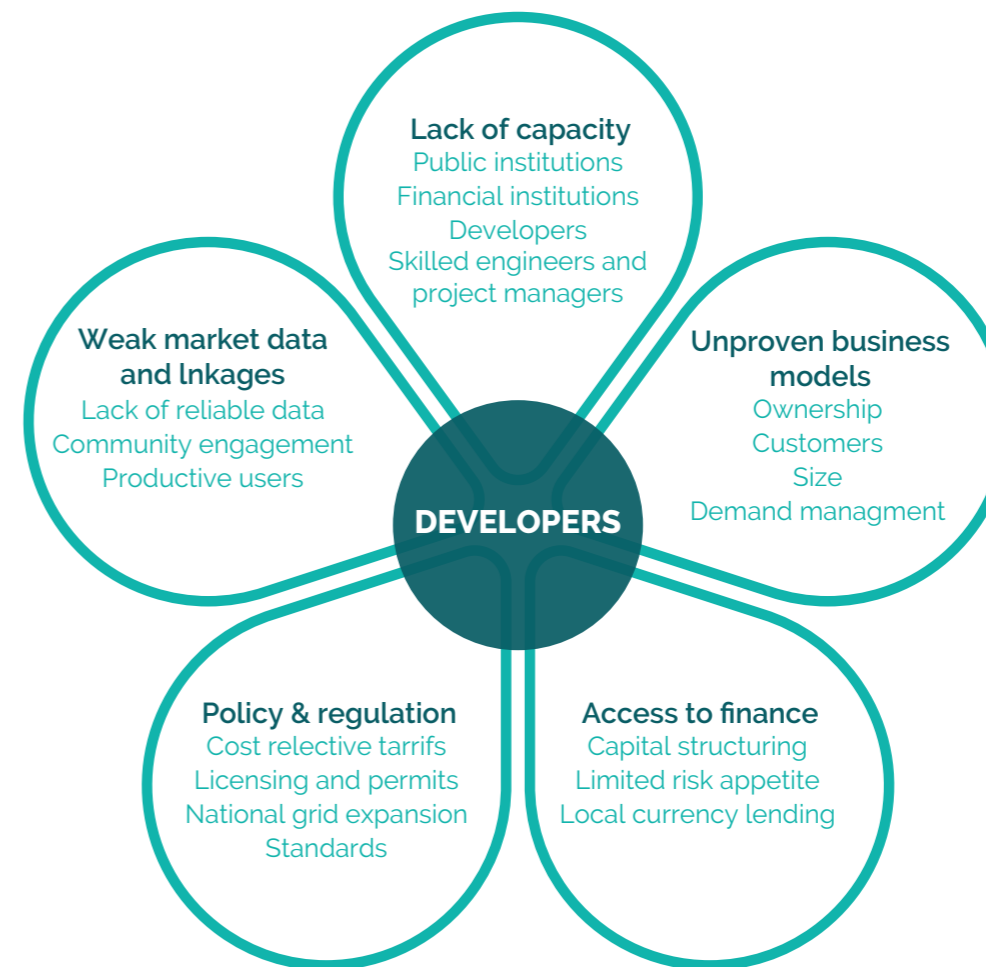 Lack of capacity
Public institutions
Financial institutions
Developers
Skilled engineers and
project managers
Weak market data
and lnkages
Lack of reliable data
Community engagement
Productive users
Unproven business
models
Ownership
Customers
Size
Demand managment
DEVELOPERS
Policy & regulation
Cost relective tarrifs
Licensing and permits
National grid expansion
Standards
Access to finance
Capital structuring
Limited risk appetite
Local currency lending